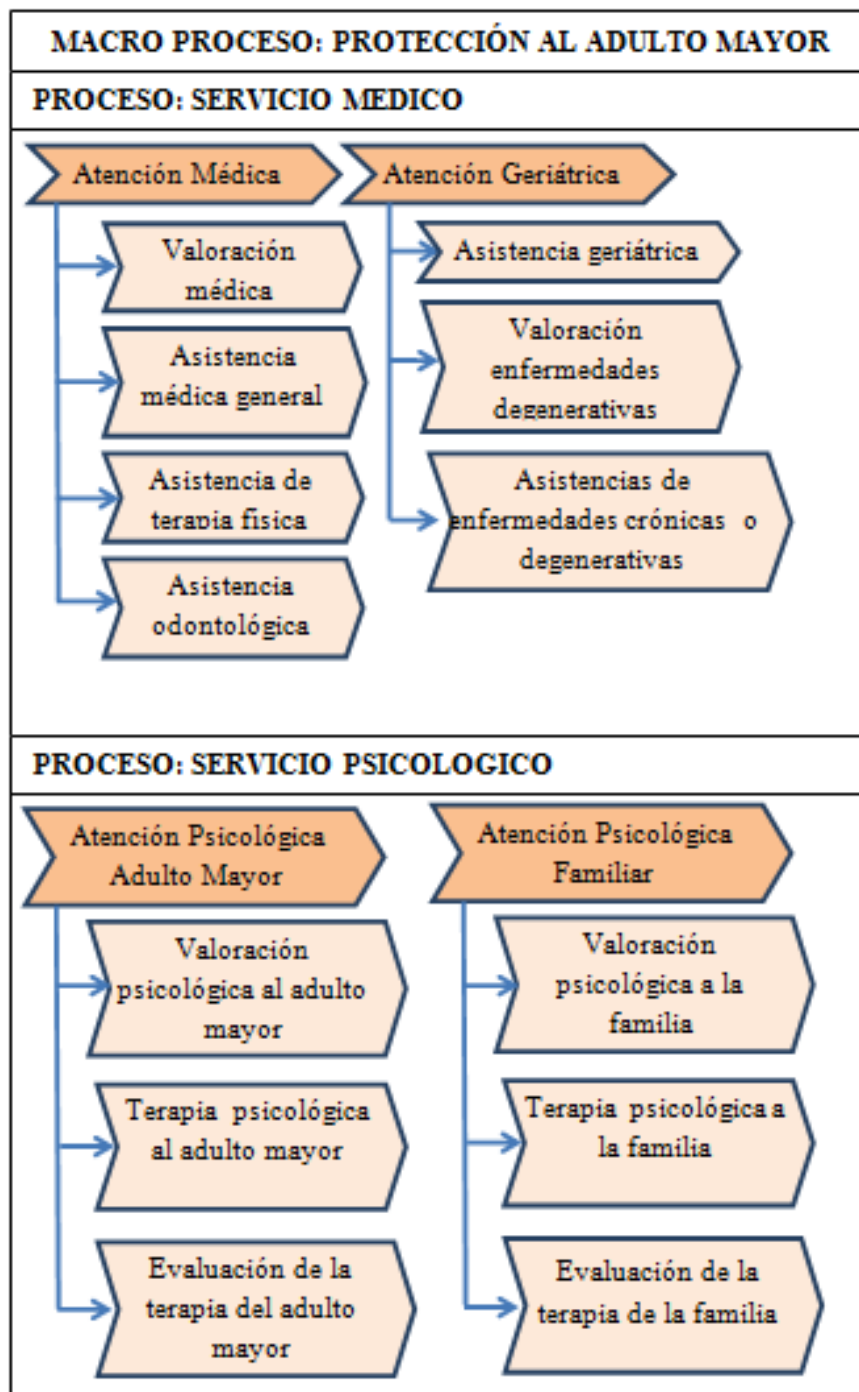 MACRO PROCESO: PROTECCIÓN AL ADULTO MAYOR
PROCESO: SERVICIO MEDICO
Atención Médica
Valoración
médica
Asistencia
médica general
Asistencia de
terapia física
Asistencia
odontológica
Atención Geriátrica
Asistencia geriátrica
Valoración
enfermedades
degenerativas
Asistencias de
enfermedades crónicas o
degenerativas
PROCESO: SERVICIO PSICOLOGICO
Atención Psicológica
Adulto Mayor
Valoración
psicológica al adulto
mayor
Terapia psicológica
al adulto mayor
Evaluación de la
terapia del adulto
mayor
Atención Psicológica
Familiar
Valoración
psicológica a la
familia
Terapia psicológica a
la familia
Evaluación de la
terapia de la familia